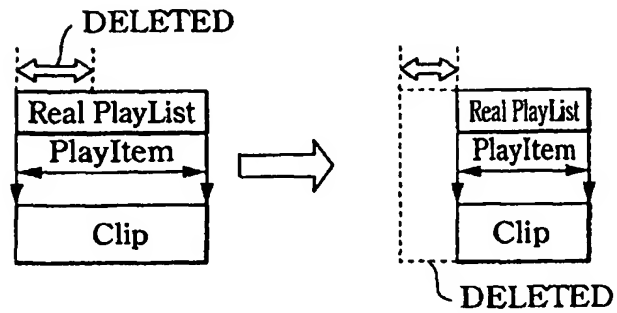 DELETED
Real PlayList
PlayItem
Clip
Real PlayList
PlayItem
Clip
DELETED